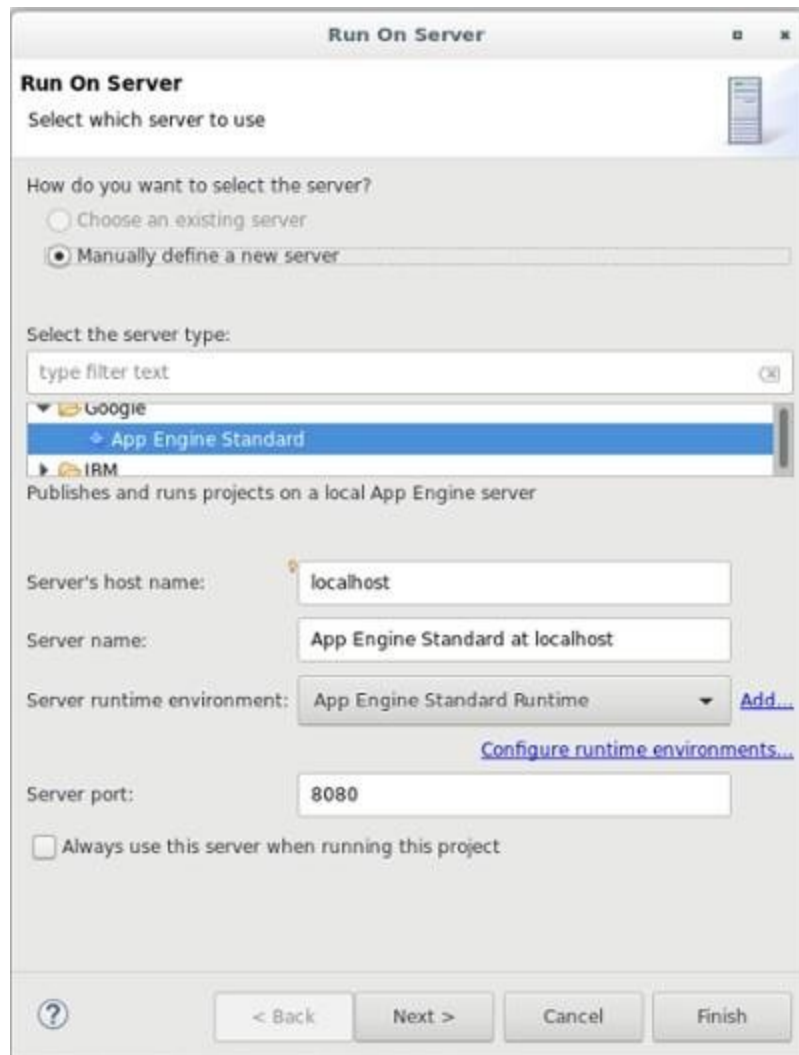 Run On Server
Run On Server
Select which server to use
How do you want to select the server?
Choose an existing server
Manually define a new server
Select the server type:
type filter text
Google
App Engine Standard
IBM
Publishes and runs projects on a local App Engine server
Server's host name: localhost
Server name: App Engine Standard at localhost
Server runtime environment: App Engine Standard Runtime Add...
Configure runtime environments...
Server port: 8080
Always use this server when running this project
? < Back Next > Cancel Finish